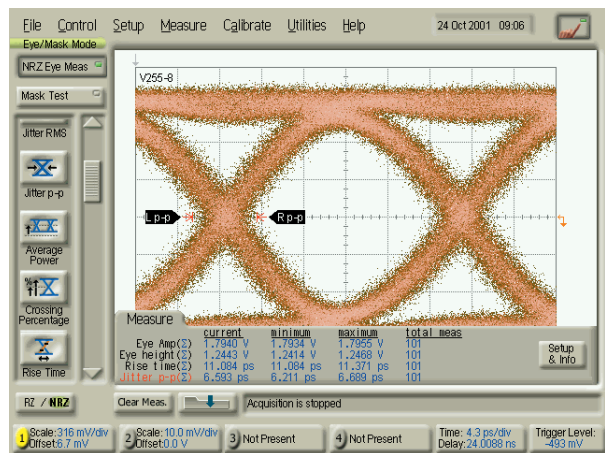 File Control Setup Measure Calibrate Utilities Help 24 Oct 2001 09:06
Eye/Mask Mode
NRZ Eye Meas
Mask Test
Jitter RMS
Jitter p-p
Average
Power
Crossing
Percentage
Rise Time
V255-8
L p-p R p-p
Measure
current minimum maximum total meas
Eye Amp(Σ) 1.7940 V 1.7934 V 1.7955 V 101
Eye height(Σ) 1.2443 V 1.2414 V 1.2468 V 101
Rise time(Σ) 11.084 ps 11.084 ps 11.371 ps 101
Jitter p-p(Σ) 6.593 ps 6.211 ps 6.689 ps 101
Setup
& Info
RZ / NRZ
Clear Meas.
Acquisition is stopped
1 Scale:316 mV/div
Offset:6.7 mV
2 Scale:10.0 mV/div
Offset:0.0 V
3 Not Present
4 Not Present
Time:4.3 ps/div
Delay:24.0088 ns
Trigger Level:
-493 mV